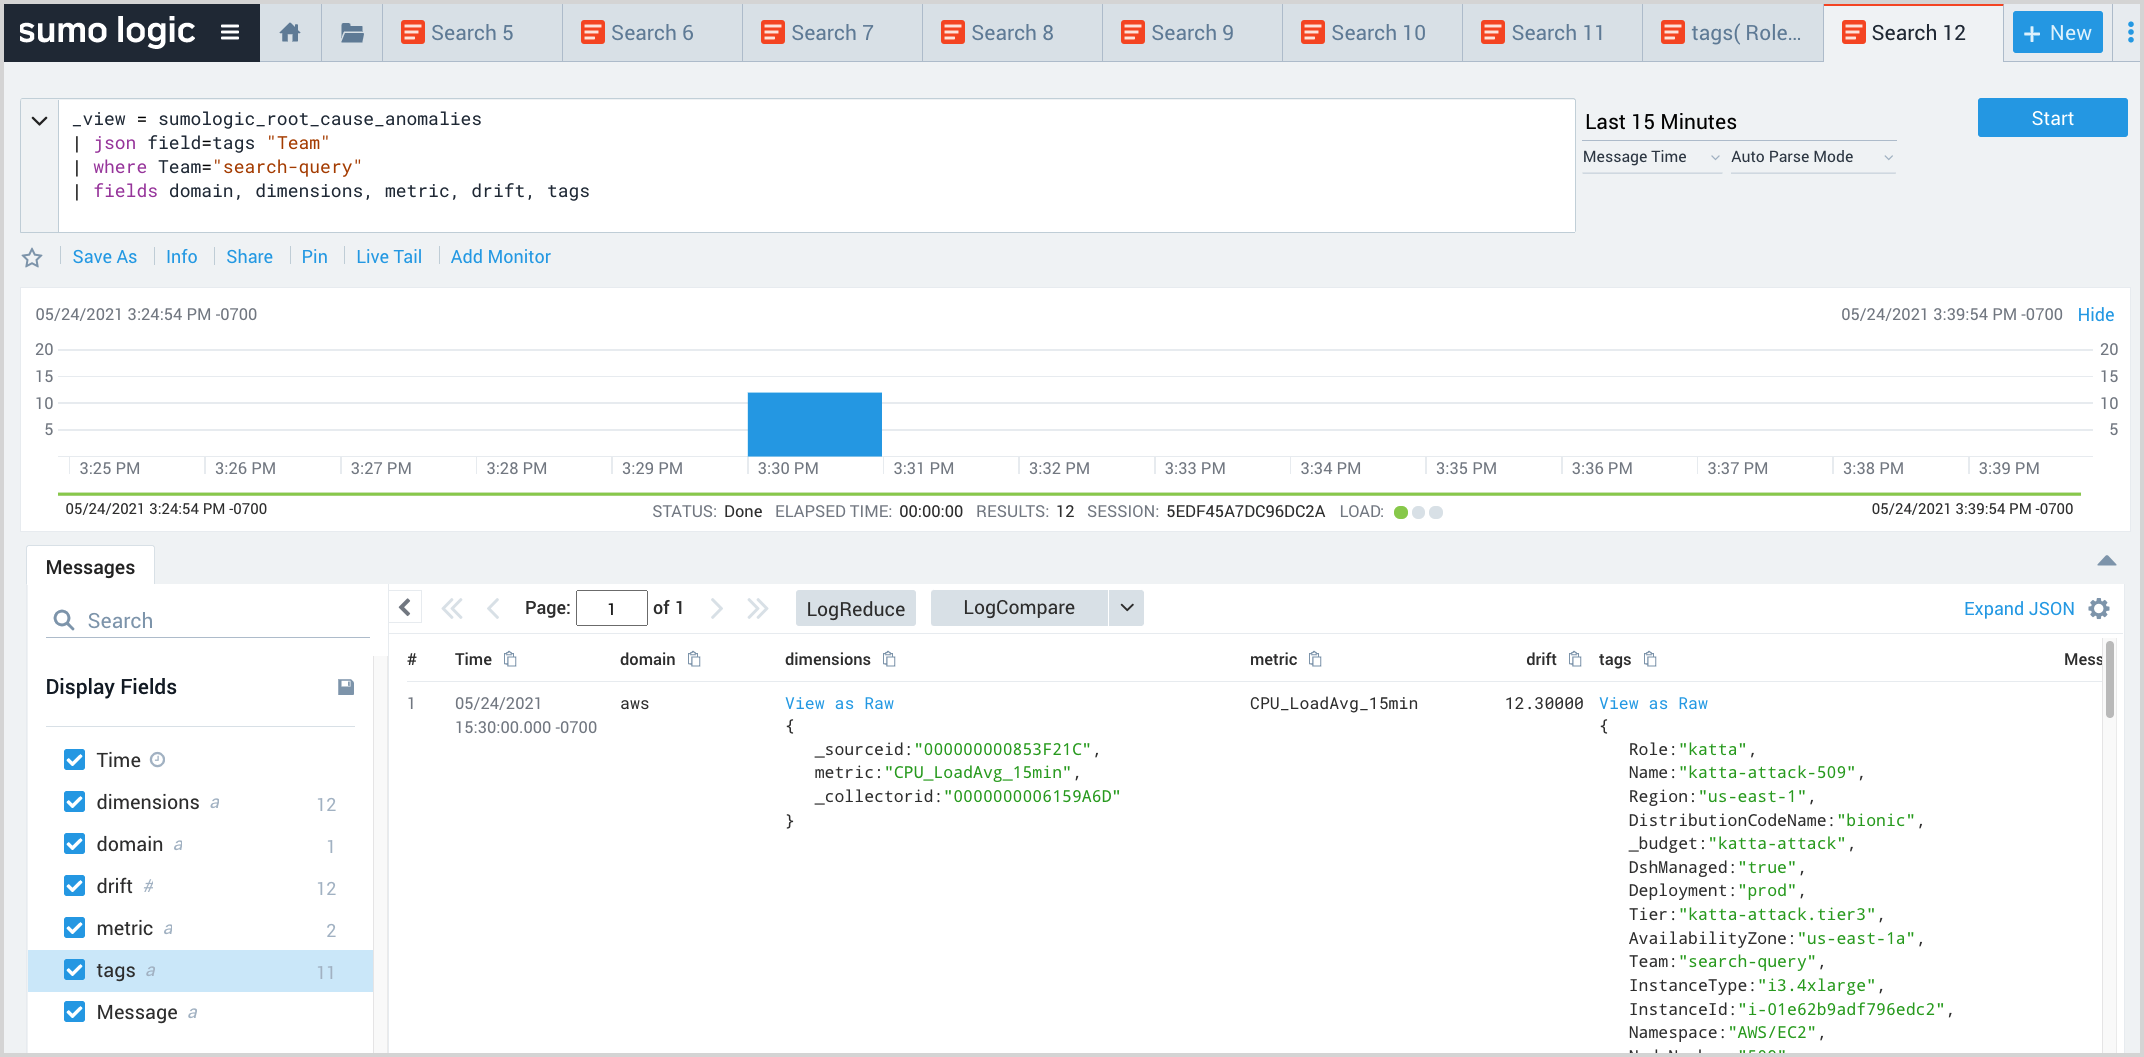 sumo logic
Search 5
Search 6
Search 7
Search 8
Search 9
Search 10
Search 11
tags( Role...
Search 12
+ New
_view = sumologic_root_cause_anomalies
| json field=tags "Team"
| where Team="search-query"
| fields domain, dimensions, metric, drift, tags
Last 15 Minutes
Message Time
Auto Parse Mode
Start
Save As
Info
Share
Pin
Live Tail
Add Monitor
05/24/2021 3:24:54 PM -0700
05/24/2021 3:39:54 PM -0700
Hide
20
20
15
15
10
10
5
5
3:25 PM
3:26 PM
3:27 PM
3:28 PM
3:29 PM
3:30 PM
3:31 PM
3:32 PM
3:33 PM
3:34 PM
3:35 PM
3:36 PM
3:37 PM
3:38 PM
3:39 PM
05/24/2021 3:24:54 PM -0700
STATUS: Done ELAPSED TIME: 00:00:00 RESULTS: 12 SESSION: 5EDF45A7DC96DC2A LOAD:
05/24/2021 3:39:54 PM -0700
Messages
Search
Display Fields
Time
dimensions a 12
domain a 1
drift # 12
metric a 2
tags a 11
Message a
Page: 1 of 1
LogReduce
LogCompare
Expand JSON
#
Time
domain
dimensions
metric
drift
tags
Mess
1
05/24/2021
15:30:00.000 -0700
aws
View as Raw
{
_sourceid:"000000000853F21C",
metric:"CPU_LoadAvg_15min",
_collectorid:"0000000006159A6D"
}
CPU_LoadAvg_15min
12.30000
View as Raw
{
Role:"katta",
Name:"katta-attack-509",
Region:"us-east-1",
DistributionCodeName:"bionic",
_budget:"katta-attack",
DshManaged:"true",
Deployment:"prod",
Tier:"katta-attack.tier3",
AvailabilityZone:"us-east-1a",
Team:"search-query",
InstanceType:"i3.4xlarge",
InstanceId:"i-01e62b9adf796edc2",
Namespace:"AWS/EC2",